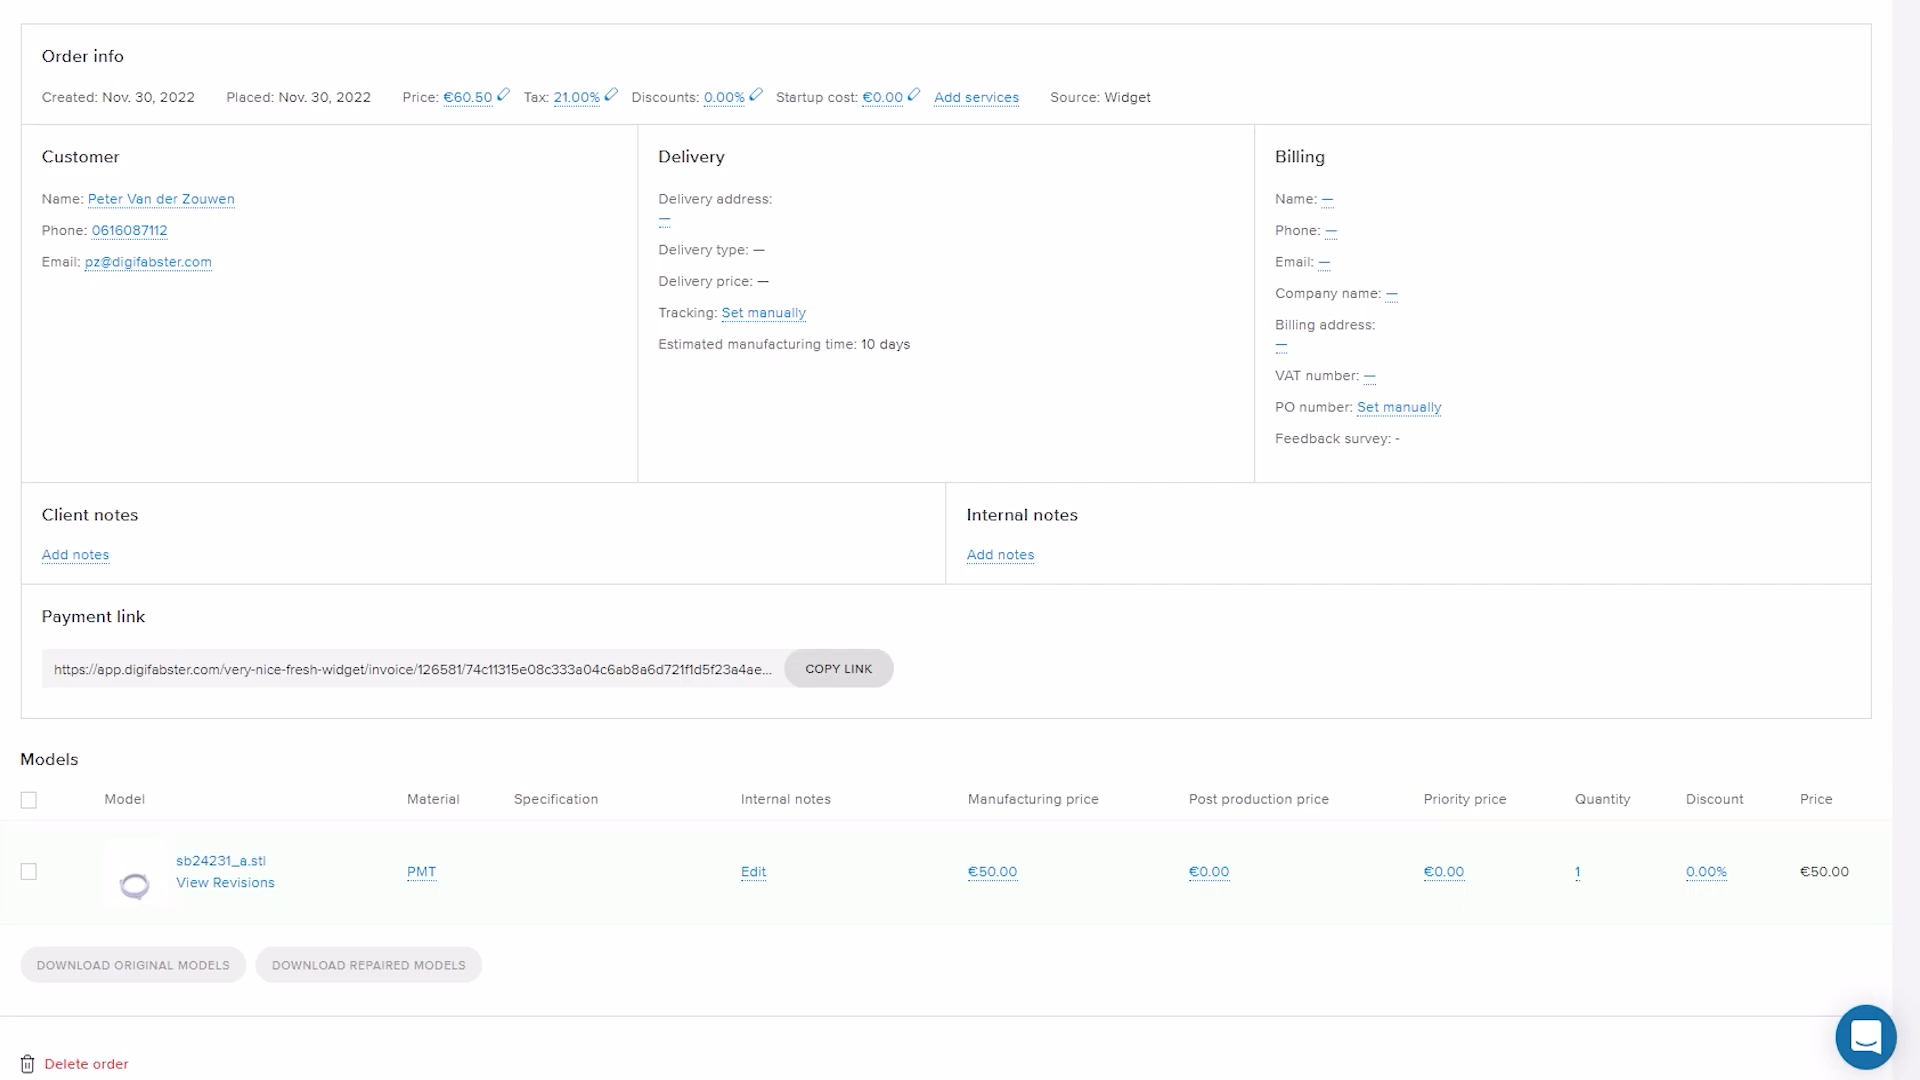 Order info
Created: Nov. 30, 2022 Placed: Nov. 30, 2022 Price: €60.50 Tax: 21.00% Discounts: 0.00% Startup cost: €0.00 Add services Source: Widget
Customer
Name: Peter Van der Zouwen
Phone: 0616087112
Email: pz@digifabster.com
Delivery
Delivery address:
—
Delivery type: —
Delivery price: —
Tracking: Set manually
Estimated manufacturing time: 10 days
Billing
Name: —
Phone: —
Email: —
Company name: —
Billing address:
—
VAT number: —
PO number: Set manually
Feedback survey: -
Client notes
Add notes
Internal notes
Add notes
Payment link
https://app.digifabster.com/very-nice-fresh-widget/invoice/126581/74c11315e08c333a04c6ab8a6d721f1d5f23a4ae... COPY LINK
Models
Model Material Specification Internal notes Manufacturing price Post production price Priority price Quantity Discount Price
sb24231_a.stl
View Revisions
PMT Edit €50.00 €0.00 €0.00 1 0.00% €50.00
DOWNLOAD ORIGINAL MODELS DOWNLOAD REPAIRED MODELS
Delete order